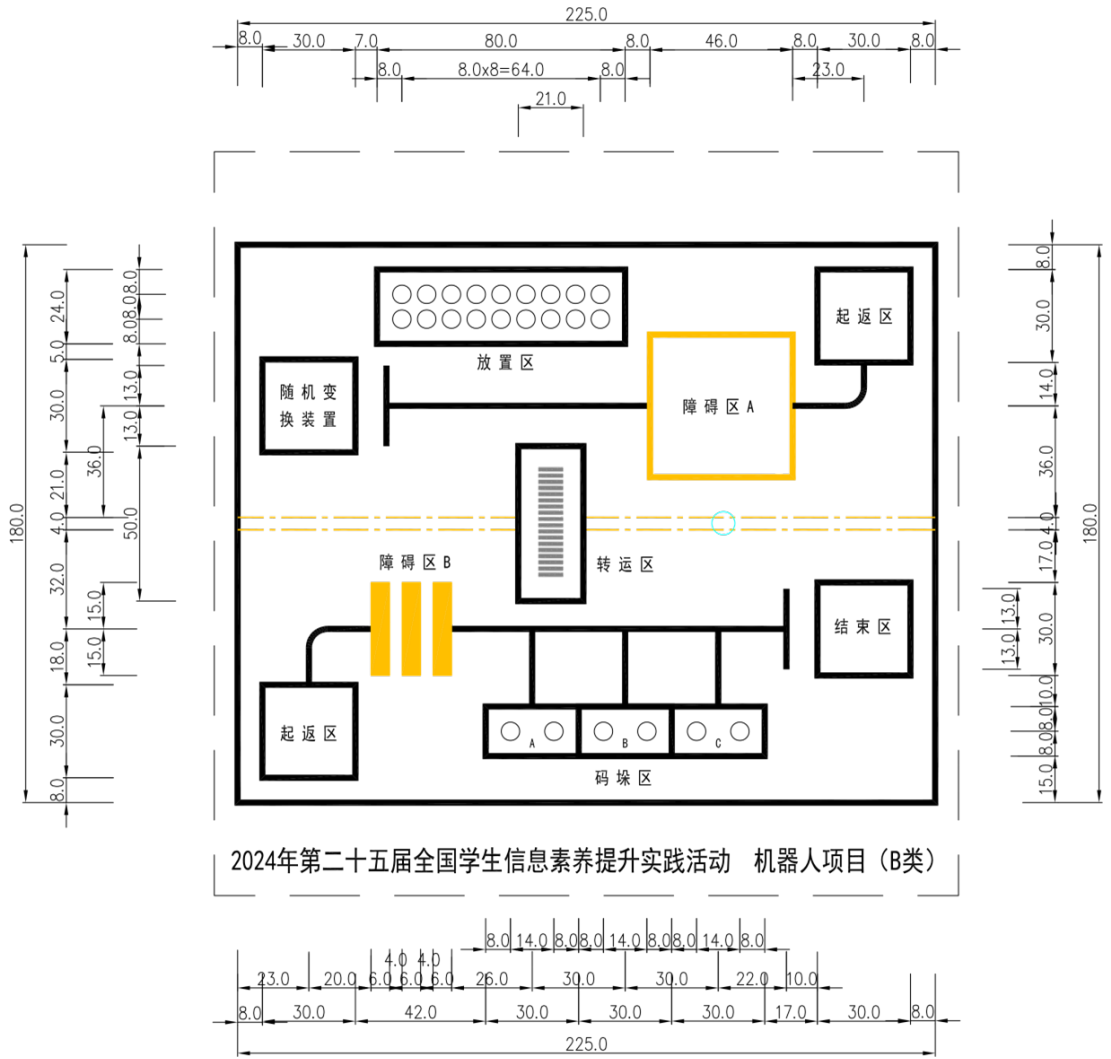 225.0
8.0 30.0 7.0 80.0 8.0 46.0 8.0 30.0 8.0
8.0 8.0x8=64.0 8.0 23.0
21.0
180.0
8.0 30.0 18.0 32.0 4.0 21.0 30.0 5.0 24.0
15.0 15.0 36.0
50.0 13.0 13.0 8.0 8.0 8.0
放置区
起返区
随机变
换装置
障碍区A
障碍区B
转运区
结束区
起返区
A B C
码垛区
13.0 13.0
15.0 8.0 8.0 10.0 30.0 17.0 4.0 36.0 14.0 30.0 8.0
180.0
2024年第二十五届全国学生信息素养提升实践活动 机器人项目（B类）
8.0 14.0 8.0 8.0 14.0 8.0 8.0 14.0 8.0
4.0 4.0
23.0 20.0 6.0 6.0 6.0 26.0 30.0 30.0 22.0 10.0
8.0 30.0 42.0 30.0 30.0 30.0 17.0 30.0 8.0
225.0